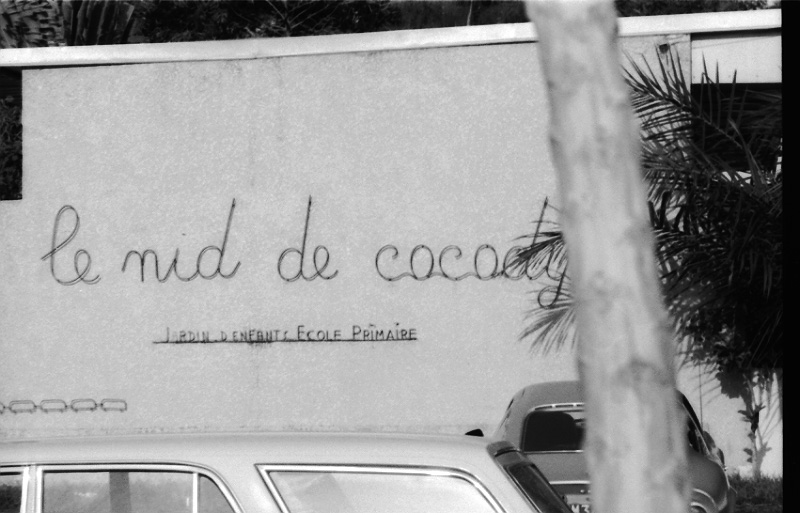 le nid de cocody
JARDIN D'ENFANTS ECOLE PRIMAIRE